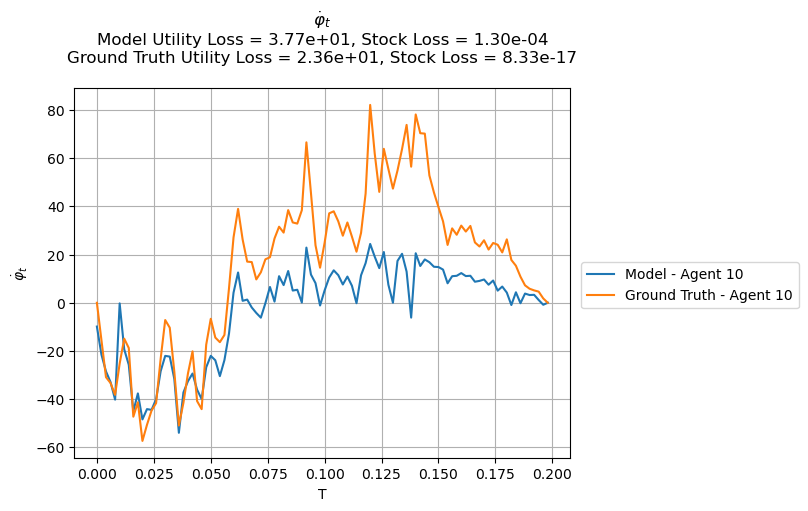 φ̇ₜ
Model Utility Loss = 3.77e+01, Stock Loss = 1.30e-04
Ground Truth Utility Loss = 2.36e+01, Stock Loss = 8.33e-17
80
60
40
20
0
−20
−40
−60
φ̇ₜ
0.000 0.025 0.050 0.075 0.100 0.125 0.150 0.175 0.200
T
Model - Agent 10
Ground Truth - Agent 10